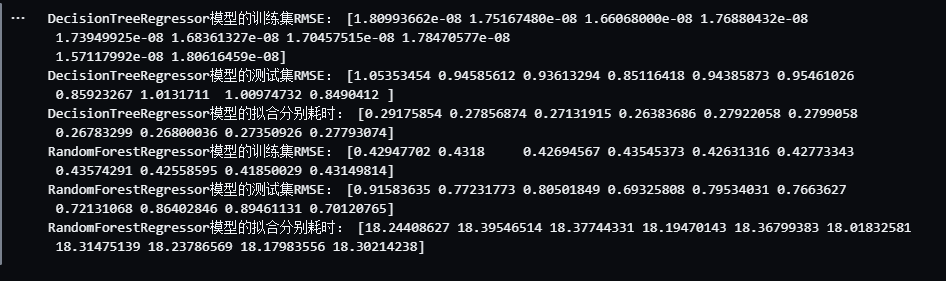 DecisionTreeRegressor模型的训练集RMSE: [1.80993662e-08 1.75167480e-08 1.66068000e-08 1.76880432e-08
1.73949925e-08 1.68361327e-08 1.70457515e-08 1.78470577e-08
1.57117992e-08 1.80616459e-08]
DecisionTreeRegressor模型的测试集RMSE: [1.05353454 0.94585612 0.93613294 0.85116418 0.94385873 0.95461026
0.85923267 1.0131711  1.00974732 0.8490412 ]
DecisionTreeRegressor模型的拟合分别耗时: [0.29175854 0.27856874 0.27131915 0.26383686 0.27922058 0.2799058
0.26783299 0.26800036 0.27350926 0.27793074]
RandomForestRegressor模型的训练集RMSE: [0.42947702 0.4318     0.42694567 0.43545373 0.42631316 0.42773343
0.43574291 0.42558595 0.41850029 0.43149814]
RandomForestRegressor模型的测试集RMSE: [0.91583635 0.77231773 0.80501849 0.69325808 0.79534031 0.7663627
0.72131068 0.86402846 0.89461131 0.70120765]
RandomForestRegressor模型的拟合分别耗时: [18.24408627 18.39546514 18.37744331 18.19470143 18.36799383 18.01832581
18.31475139 18.23786569 18.17983556 18.30214238]